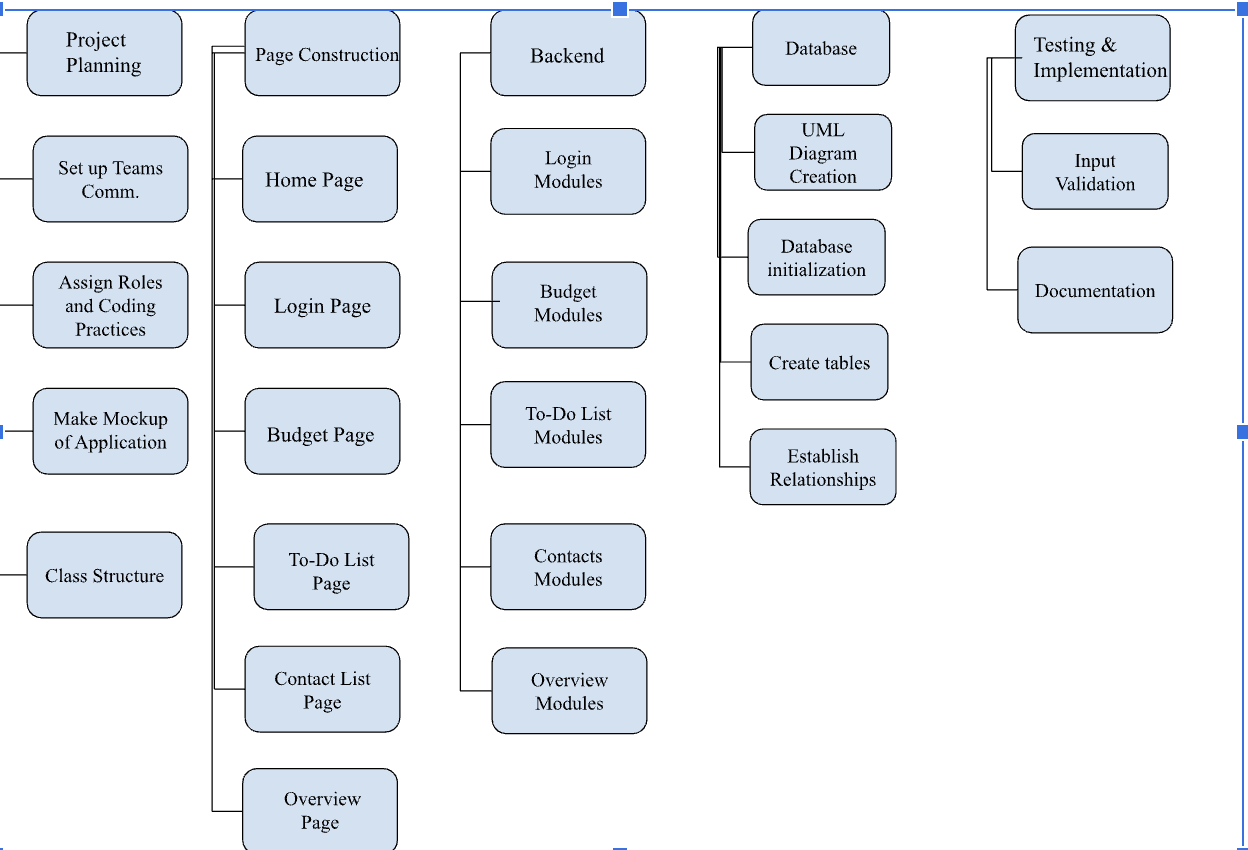 Project
Planning
Set up Teams
Comm.
Assign Roles
and Coding
Practices
Make Mockup
of Application
Class Structure
Page Construction
Home Page
Login Page
Budget Page
To-Do List
Page
Contact List
Page
Overview
Page
Backend
Login
Modules
Budget
Modules
To-Do List
Modules
Contacts
Modules
Overview
Modules
Database
UML
Diagram
Creation
Database
initialization
Create tables
Establish
Relationships
Testing &
Implementation
Input
Validation
Documentation